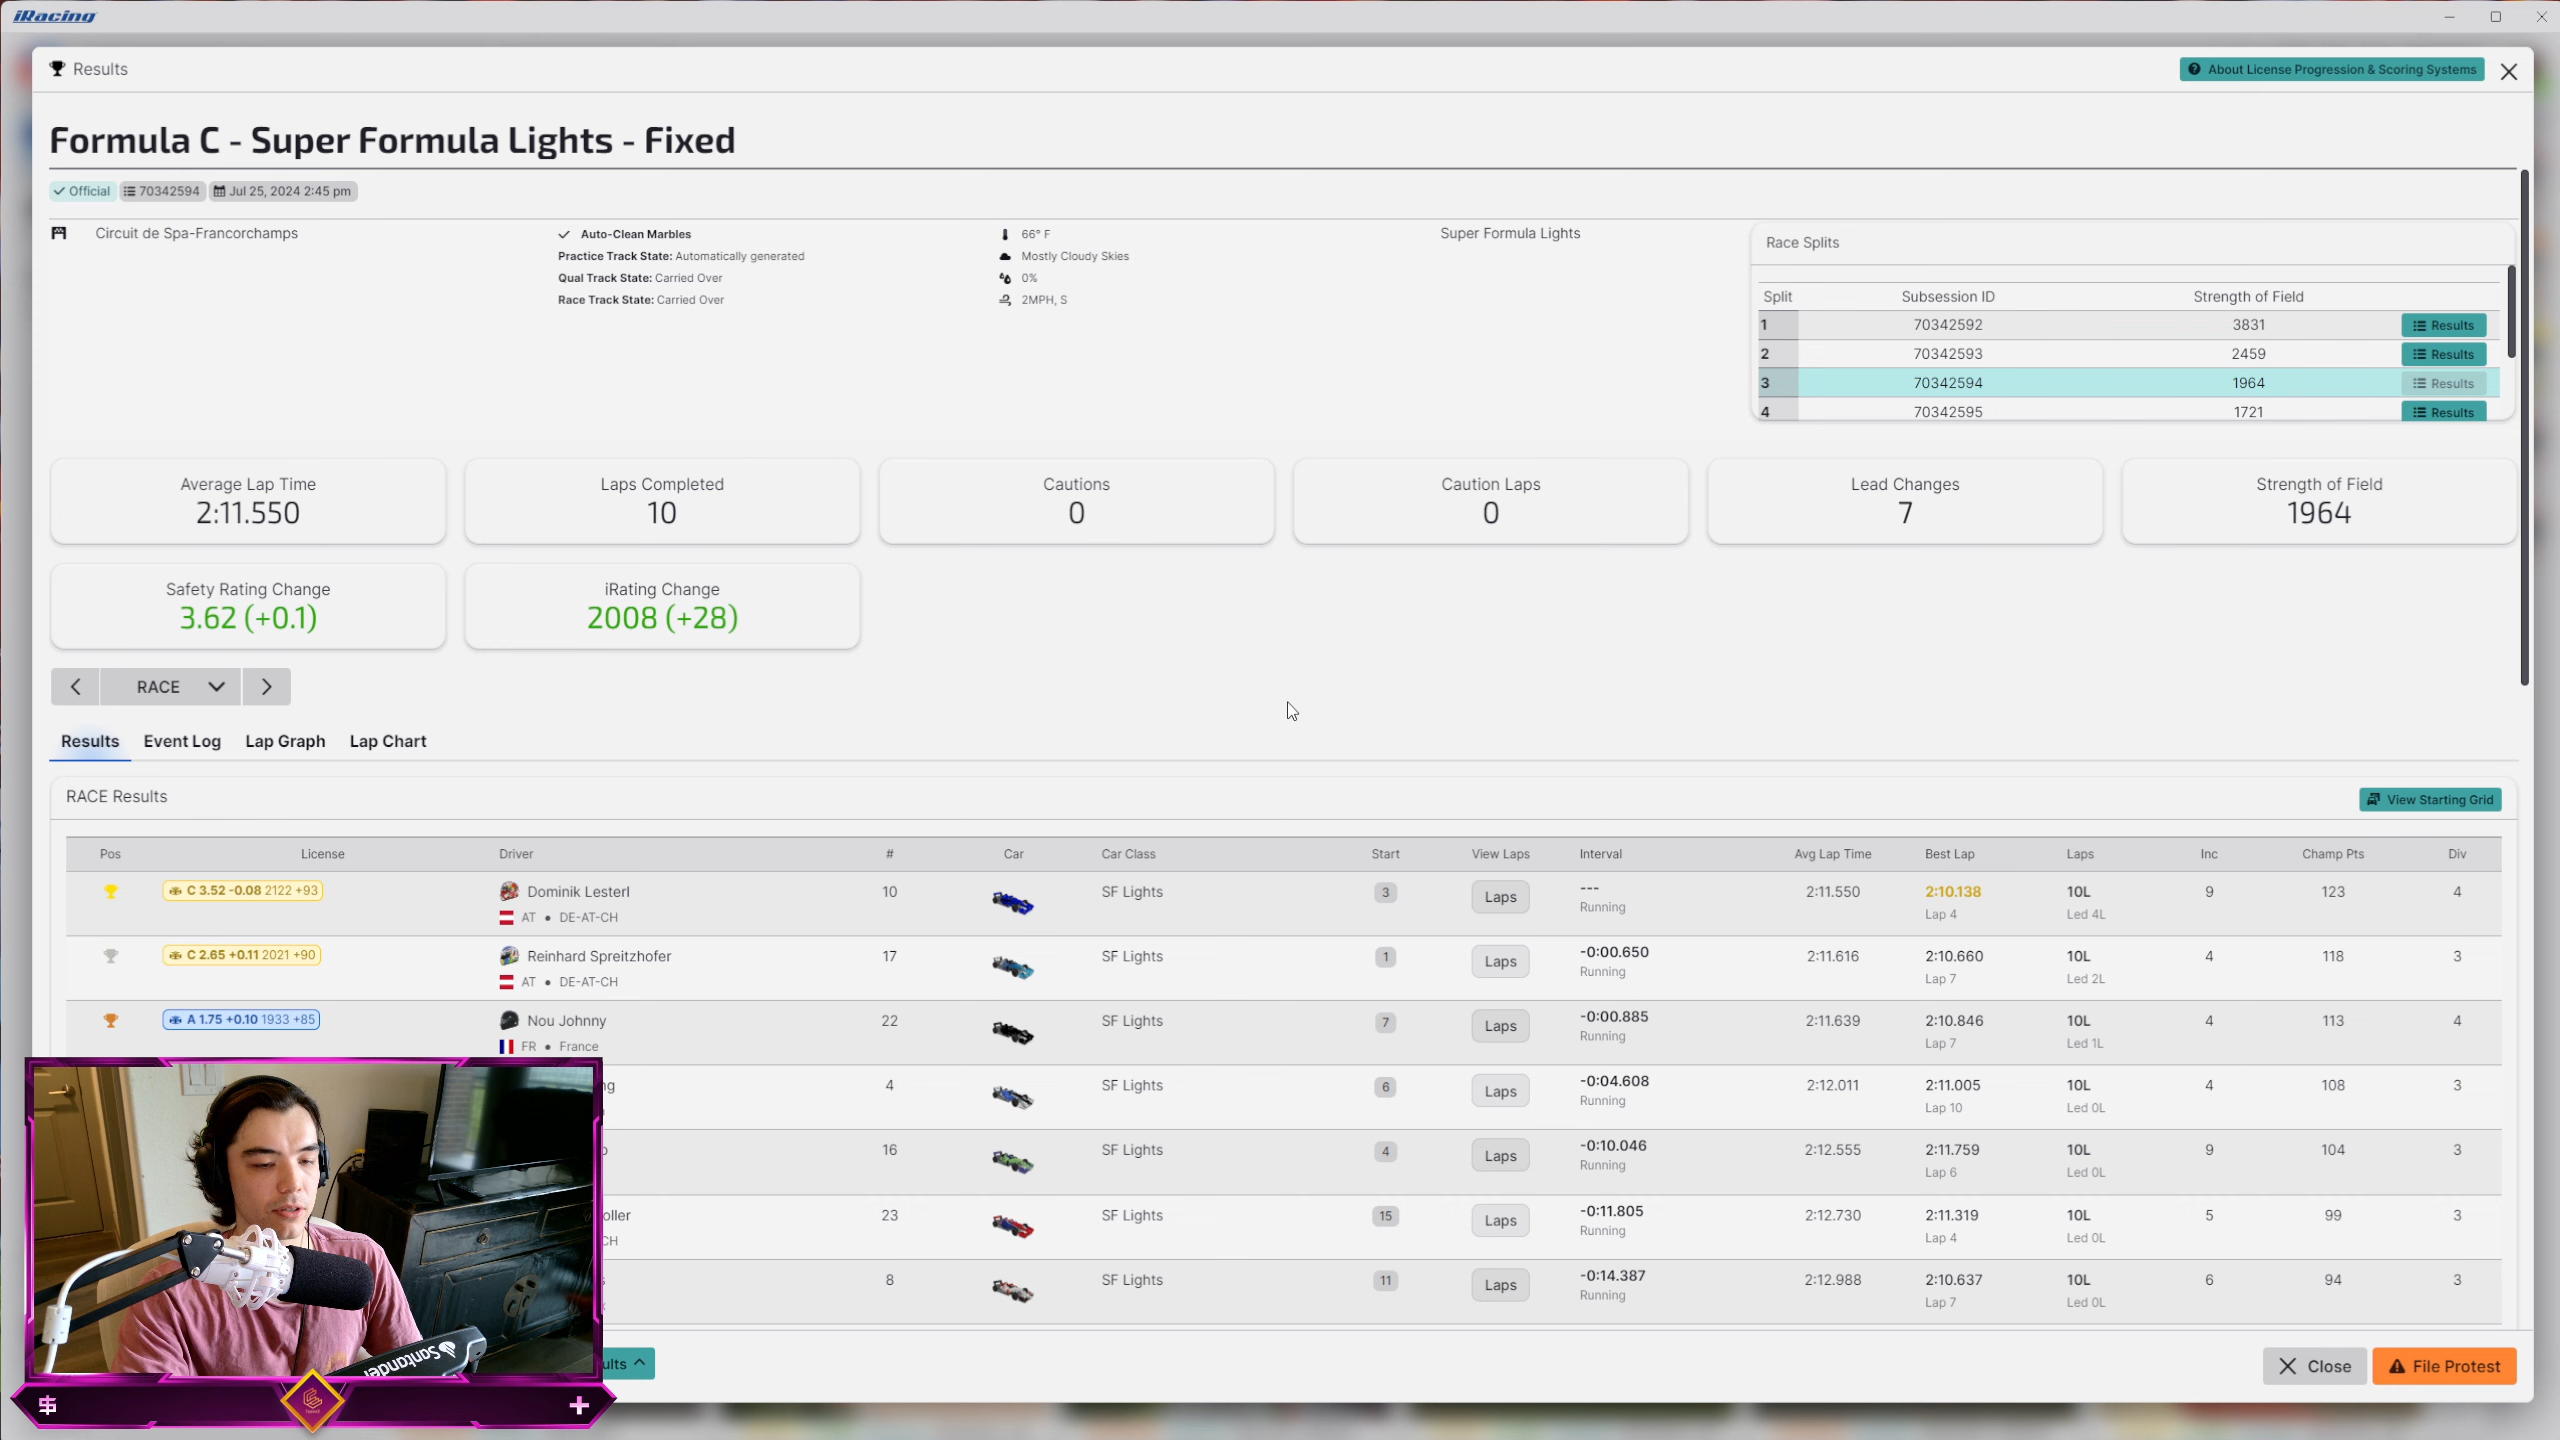 iRacing
Results
About License Progression & Scoring Systems
Formula C - Super Formula Lights - Fixed
Official 70342594 Jul 25, 2024 2:45 pm
Circuit de Spa-Francorchamps
Auto-Clean Marbles
Practice Track State: Automatically generated
Qual Track State: Carried Over
Race Track State: Carried Over
66° F
Mostly Cloudy Skies
0%
2MPH, S
Super Formula Lights
Race Splits
Split Subsession ID Strength of Field
1 70342592 3831 Results
2 70342593 2459 Results
3 70342594 1964 Results
4 70342595 1721 Results
Average Lap Time
2:11.550
Laps Completed
10
Cautions
0
Caution Laps
0
Lead Changes
7
Strength of Field
1964
Safety Rating Change
3.62 (+0.1)
iRating Change
2008 (+28)
RACE
Results Event Log Lap Graph Lap Chart
RACE Results
View Starting Grid
Pos License Driver # Car Car Class Start View Laps Interval Avg Lap Time Best Lap Laps Inc Champ Pts Div
C 3.52 -0.08 2122 +93 Dominik Lesterl 10 SF Lights 3 Laps --- 2:11.550 2:10.138 10L 9 123 4
AT • DE-AT-CH Running Lap 4 Led 4L
C 2.65 +0.11 2021 +90 Reinhard Spreitzhofer 17 SF Lights 1 Laps -0:00.650 2:11.616 2:10.660 10L 4 118 3
AT • DE-AT-CH Running Lap 7 Led 2L
A 1.75 +0.10 1933 +85 Nou Johnny 22 SF Lights 7 Laps -0:00.885 2:11.639 2:10.846 10L 4 113 4
FR • France Running Lap 7 Led 1L
ng 4 SF Lights 6 Laps -0:04.608 2:12.011 2:11.005 10L 4 108 3
Running Lap 10 Led 0L
16 SF Lights 4 Laps -0:10.046 2:12.555 2:11.759 10L 9 104 3
Running Lap 6 Led 0L
oller 23 SF Lights 15 Laps -0:11.805 2:12.730 2:11.319 10L 5 99 3
CH Running Lap 4 Led 0L
8 SF Lights 11 Laps -0:14.387 2:12.988 2:10.637 10L 6 94 3
Running Lap 7 Led 0L
ults
Close
File Protest
Santander